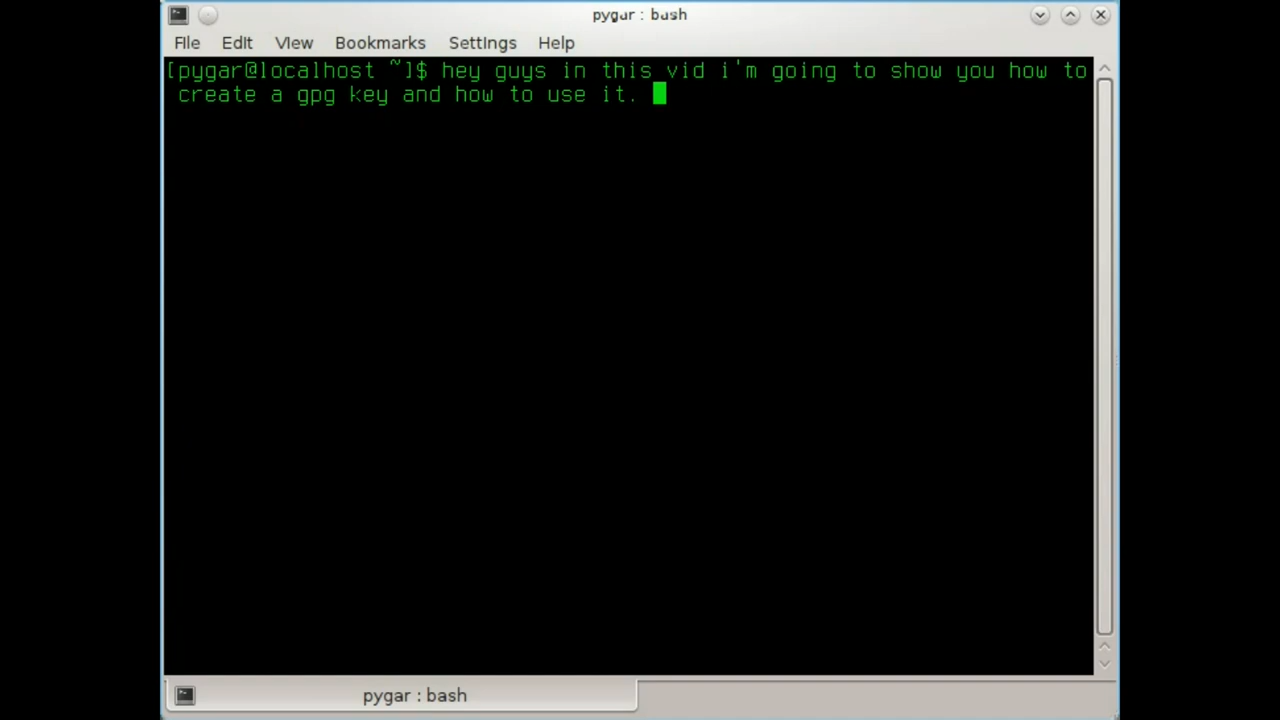 pygar : bash
File Edit View Bookmarks Settings Help
[pygar@localhost ~]$ hey guys in this vid i'm going to show you how to
create a gpg key and how to use it.
pygar : bash